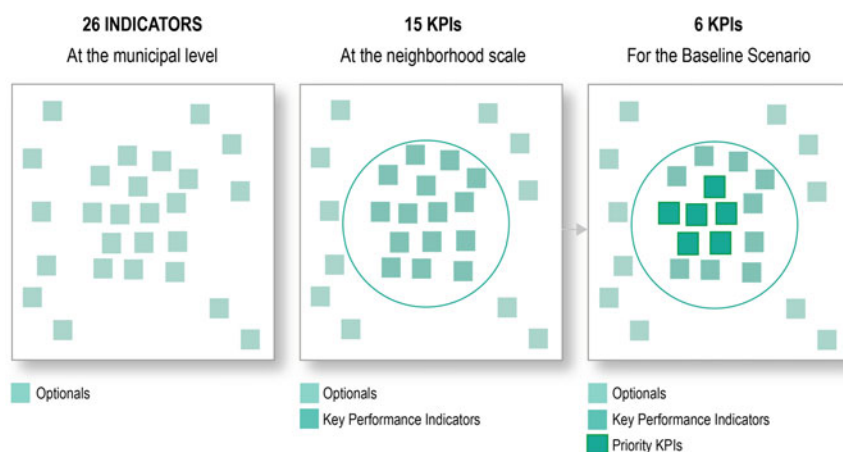 26 INDICATORS
At the municipal level
15 KPIs
At the neighborhood scale
6 KPIs
For the Baseline Scenario
Optionals
Optionals
Key Performance Indicators
Optionals
Key Performance Indicators
Priority KPIs